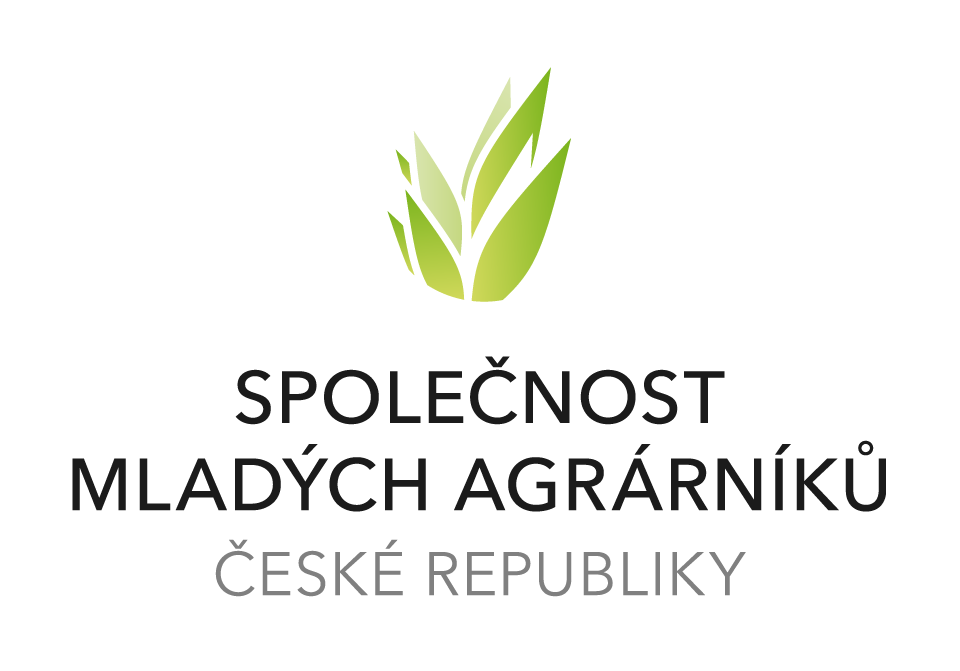 SPOLEČNOST
MLADÝCH AGRÁRNÍKŮ
ČESKÉ REPUBLIKY